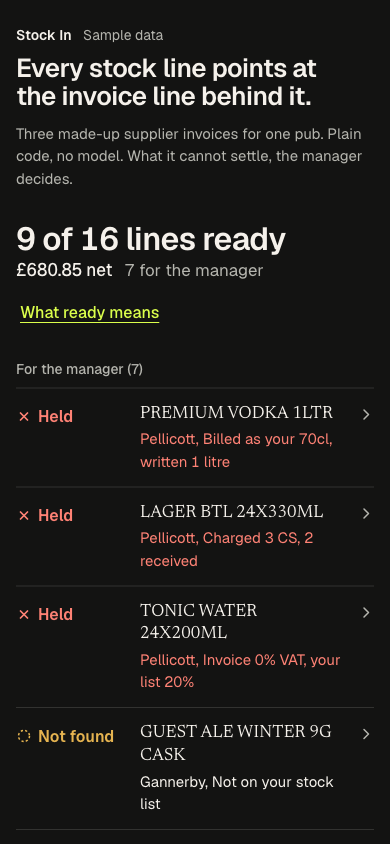 Stock In Sample data
Every stock line points at
the invoice line behind it.
Three made-up supplier invoices for one pub. Plain
code, no model. What it cannot settle, the manager
decides.
9 of 16 lines ready
£680.85 net 7 for the manager
What ready means
For the manager (7)
Held
PREMIUM VODKA 1LTR
Pellicott, Billed as your 70cl,
written 1 litre
Held
LAGER BTL 24X330ML
Pellicott, Charged 3 CS, 2
received
Held
TONIC WATER
24X200ML
Pellicott, Invoice 0% VAT, your
list 20%
Not found
GUEST ALE WINTER 9G
CASK
Gannerby, Not on your stock
list